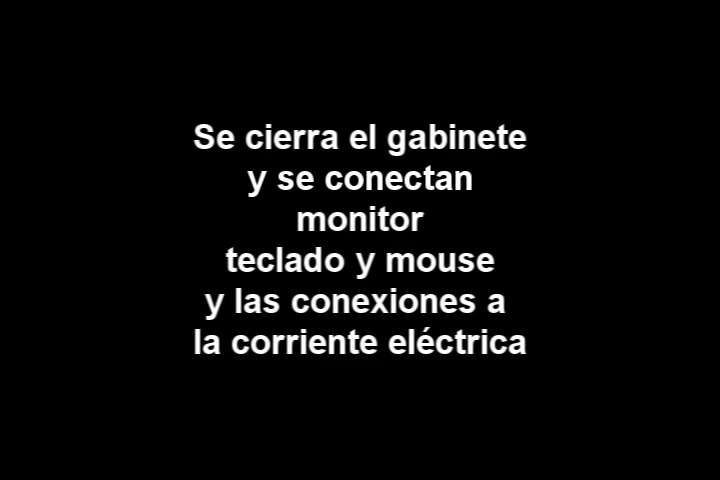 Se cierra el gabinete
y se conectan
monitor
teclado y mouse
y las conexiones a
la corriente eléctrica